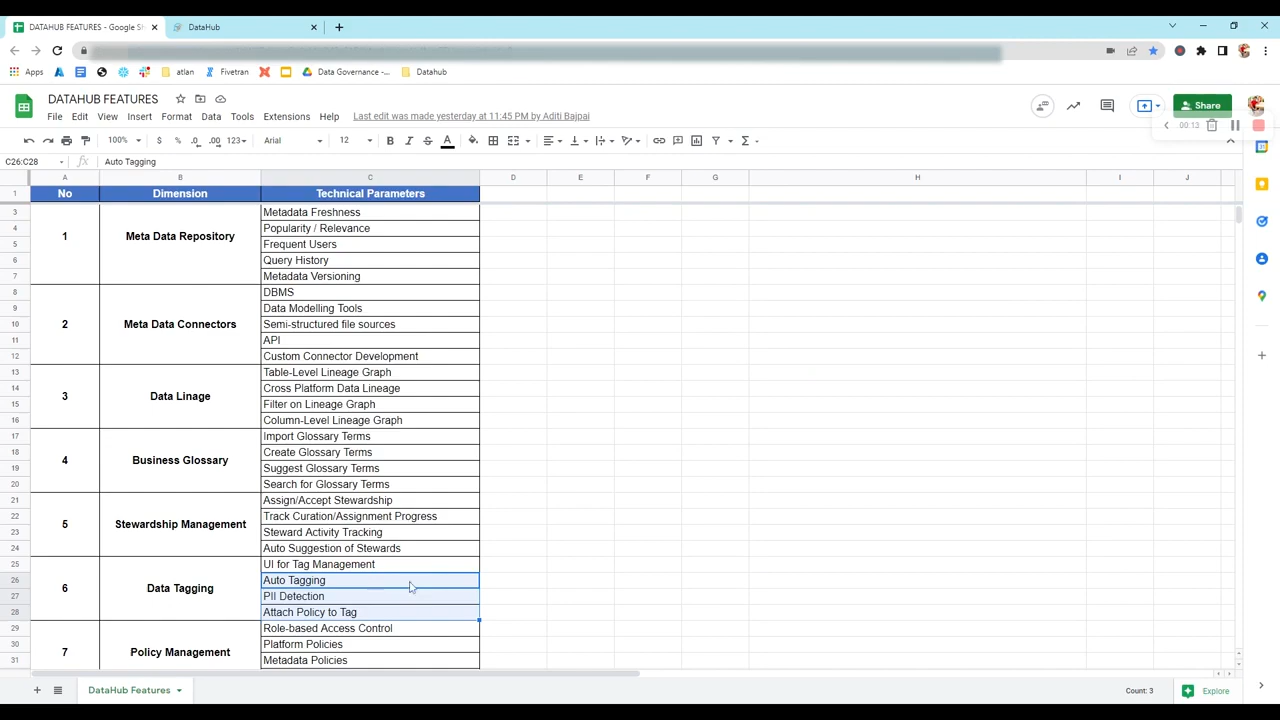 DATAHUB FEATURES - Google Sh
DataHub
Apps
atlan
Fivetran
Data Governance -...
Datahub
DATAHUB FEATURES
File Edit View Insert Format Data Tools Extensions Help Last edit was made yesterday at 11:45 PM by Aditi Bajpai
Share
00:13
100% $ % .0 .00 123 Arial 12 B I S A
C26:C28 fx Auto Tagging
A B C D E F G H I J
1 No Dimension Technical Parameters
3 Metadata Freshness
4 Popularity / Relevance
1 Meta Data Repository
5 Frequent Users
6 Query History
7 Metadata Versioning
8 DBMS
9 Data Modelling Tools
10 2 Meta Data Connectors Semi-structured file sources
11 API
12 Custom Connector Development
13 Table-Level Lineage Graph
14 Cross Platform Data Lineage
3 Data Linage
15 Filter on Lineage Graph
16 Column-Level Lineage Graph
17 Import Glossary Terms
18 Create Glossary Terms
4 Business Glossary
19 Suggest Glossary Terms
20 Search for Glossary Terms
21 Assign/Accept Stewardship
22 Track Curation/Assignment Progress
5 Stewardship Management
23 Steward Activity Tracking
24 Auto Suggestion of Stewards
25 UI for Tag Management
26 Auto Tagging
6 Data Tagging
27 PII Detection
28 Attach Policy to Tag
29 Role-based Access Control
30 Platform Policies
7 Policy Management
31 Metadata Policies
DataHub Features
Count: 3
Explore